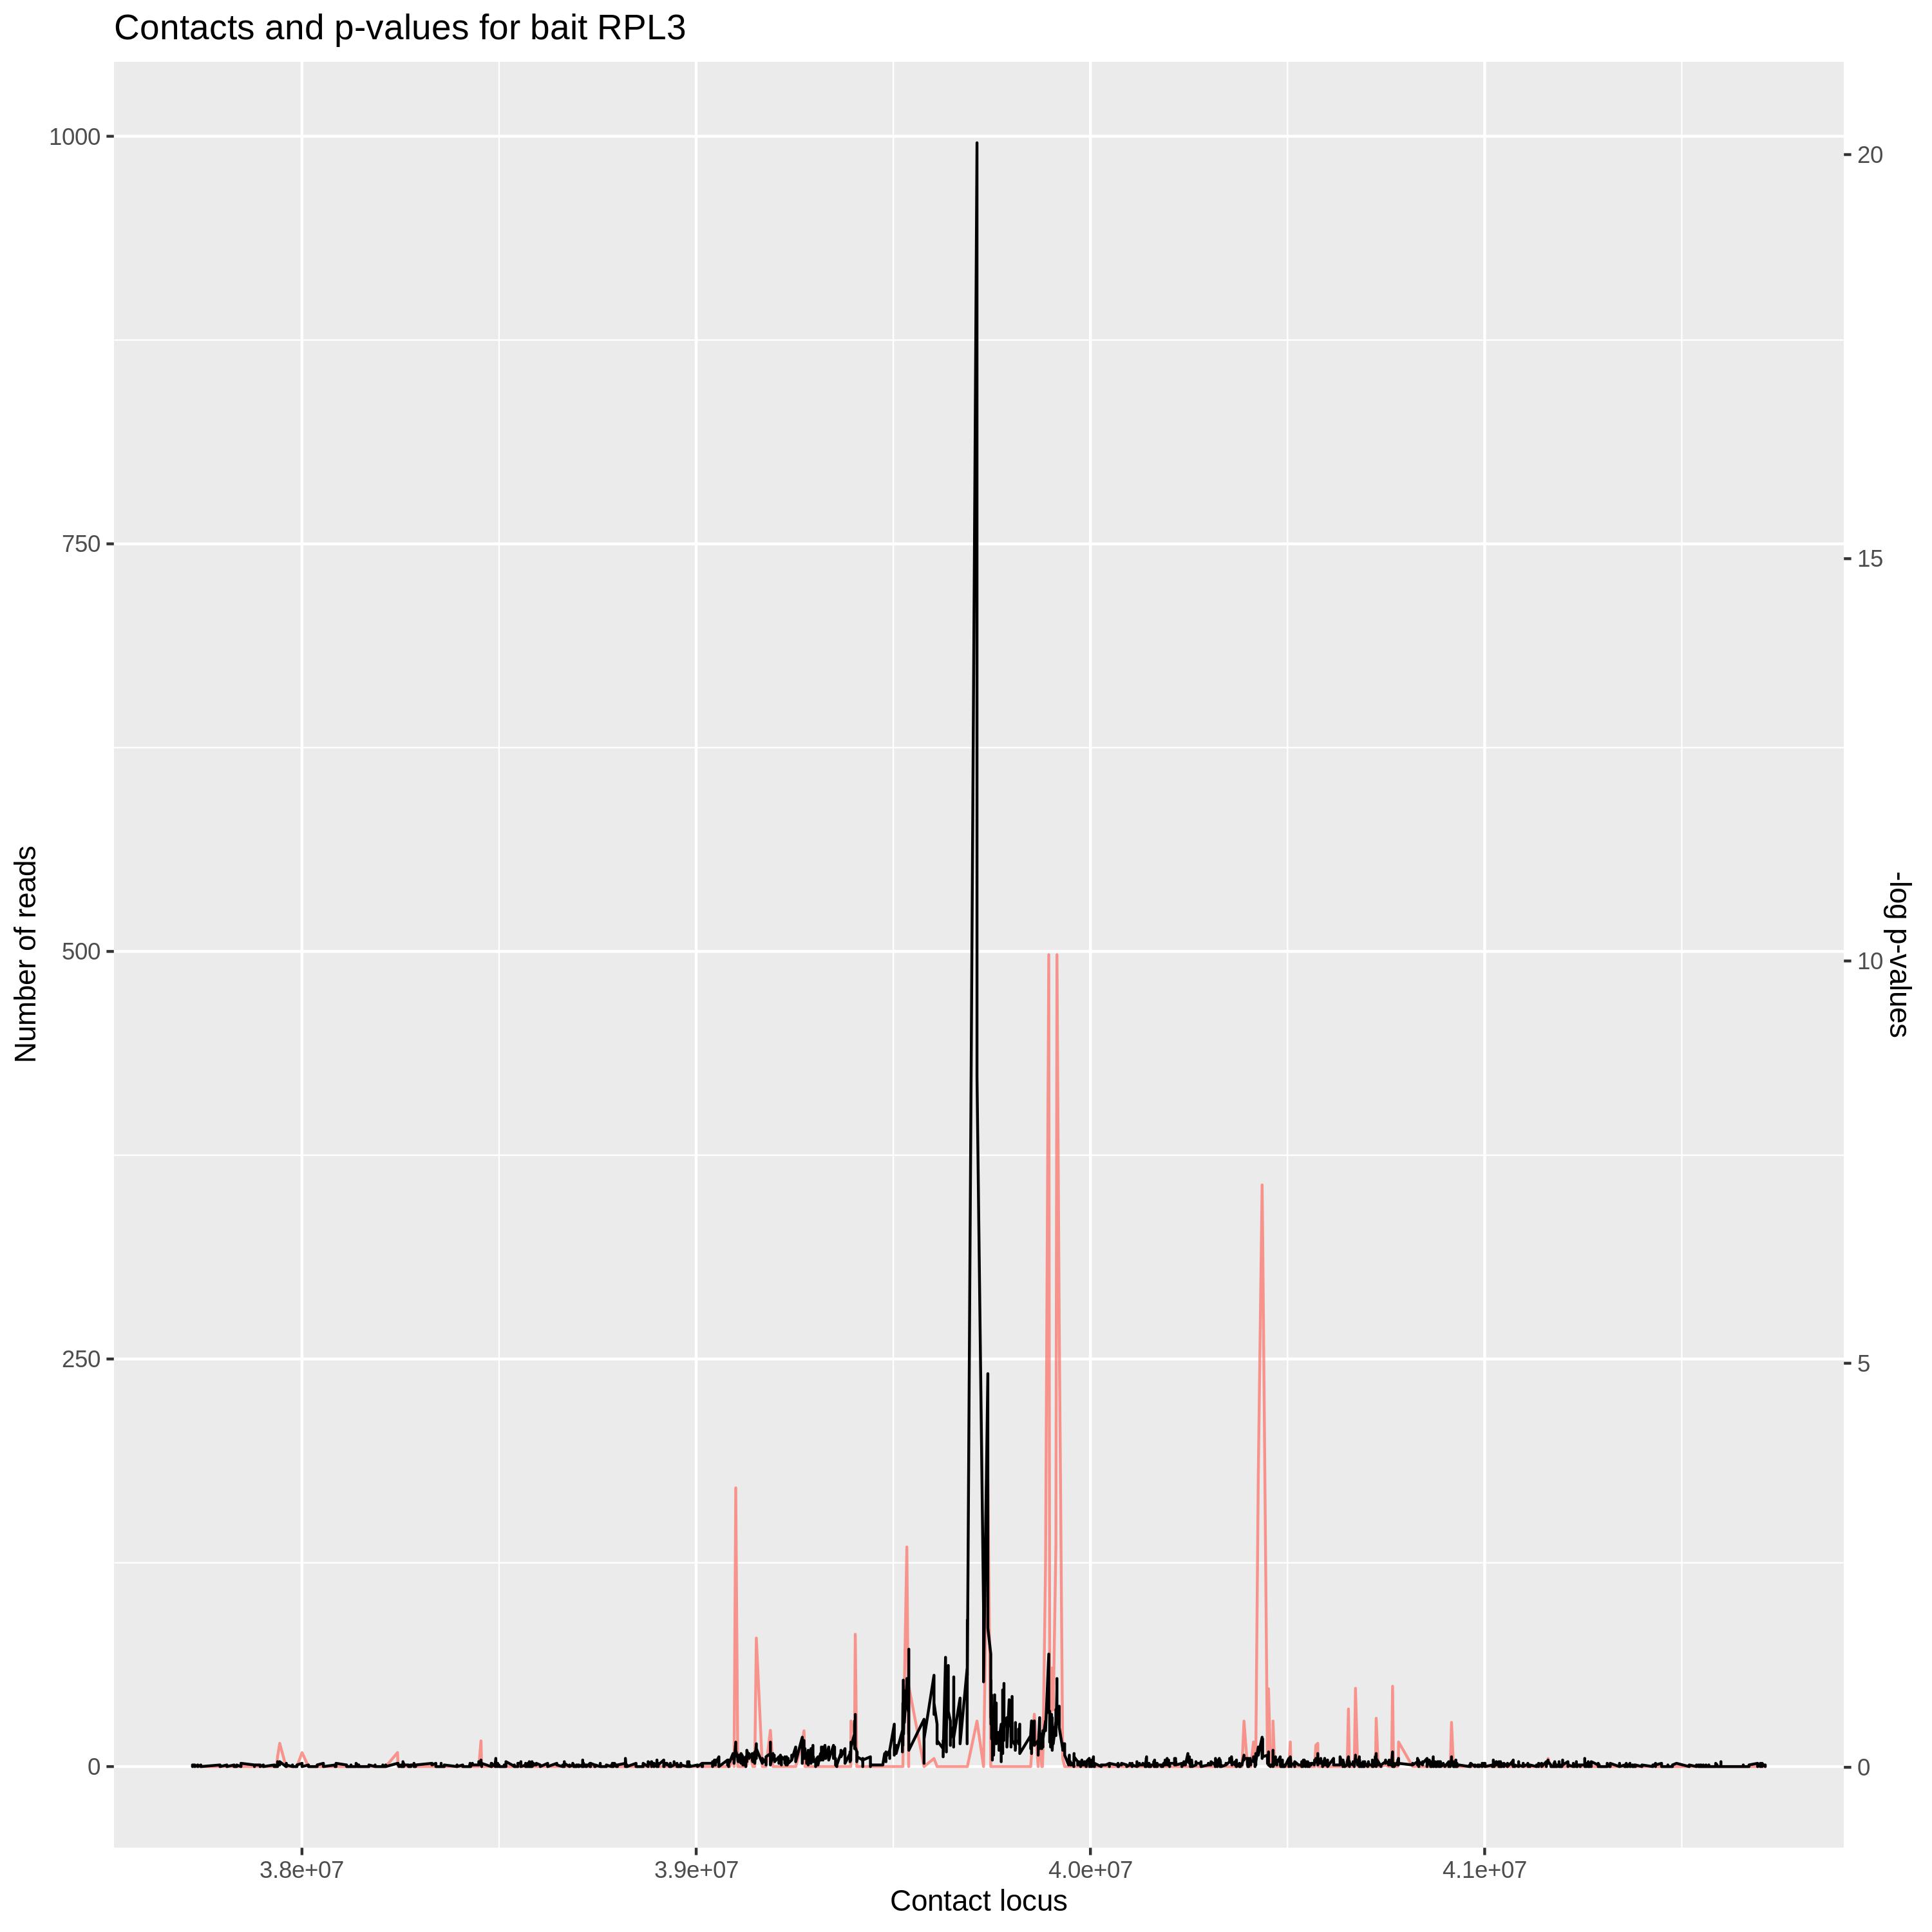 Contacts and p-values for bait RPL3
1000
750
500
250
0
Number of reads
20
15
10
5
0
-log p-values
3.8e+07
3.9e+07
4.0e+07
4.1e+07
Contact locus